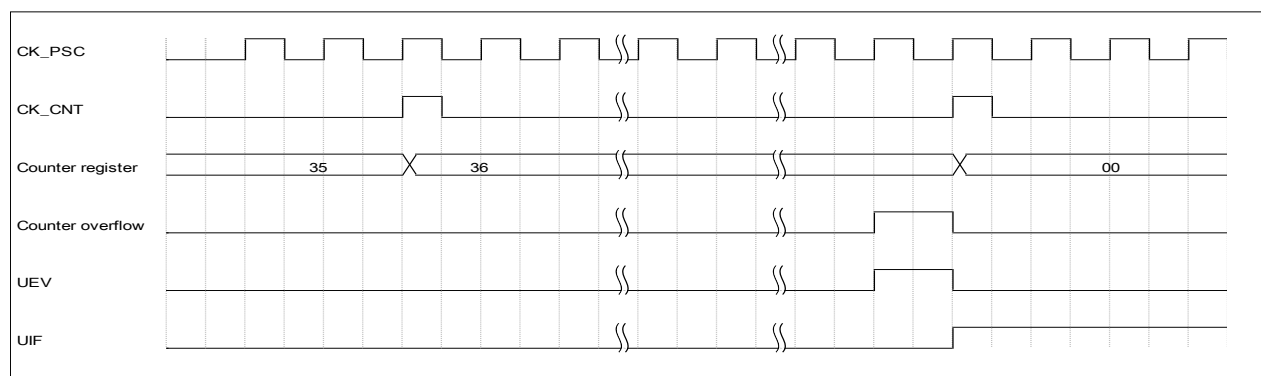 CK_PSC
CK_CNT
Counter register 35 36 00
Counter overflow
UEV
UIF